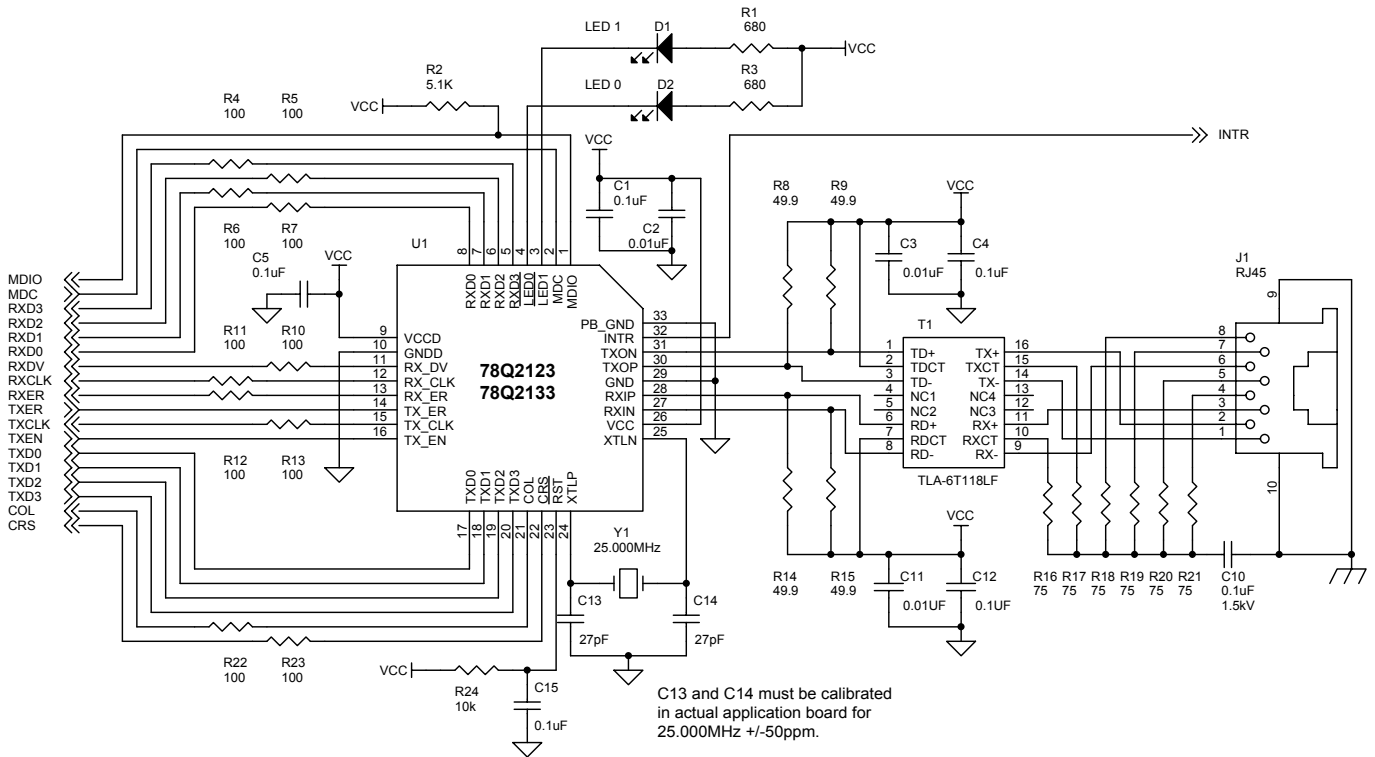 LED 1
D1
R1
680
VCC
R2
5.1K
VCC
LED 0
D2
R3
680
R4
100
R5
100
INTR
VCC
C1
0.1uF
C2
0.01uF
R8
49.9
R9
49.9
VCC
C3
0.01uF
C4
0.1uF
R6
100
R7
100
C5
0.1uF
VCC
U1
8
7
6
5
4
3
2
1
RXD0
RXD1
RXD2
RXD3
LED0
LED1
MDC
MDIO
J1
RJ45
9
MDIO
MDC
RXD3
RXD2
RXD1
RXD0
RXDV
RXCLK
RXER
TXER
TXCLK
TXEN
TXD0
TXD1
TXD2
TXD3
COL
CRS
R11
100
R10
100
9 VCCD
10 GNDD
11 RX_DV
12 RX_CLK
13 RX_ER
14 TX_ER
15 TX_CLK
16 TX_EN
78Q2123
78Q2133
PB_GND 33
INTR 32
TXON 31
TXOP 30
GND 29
RXIP 28
RXIN 27
VCC 26
XTLN 25
T1
1 TD+ TX+ 16
2 TDCT TXCT 15
3 TD- TX- 14
4 NC1 NC4 13
5 NC2 NC3 12
6 RD+ RX+ 11
7 RDCT RXCT 10
8 RD- RX- 9
TLA-6T118LF
8
7
6
5
4
3
2
1
10
R12
100
R13
100
TXD0
TXD1
TXD2
TXD3
COL
CRS
RST
XTLP
17
18
19
20
21
22
23
24
Y1
25.000MHz
VCC
R14
49.9
R15
49.9
C11
0.01UF
C12
0.1UF
R16
75
R17
75
R18
75
R19
75
R20
75
R21
75
C10
0.1uF
1.5kV
C13
27pF
C14
27pF
R22
100
R23
100
VCC
R24
10k
C15
0.1uF
C13 and C14 must be calibrated
in actual application board for
25.000MHz +/-50ppm.